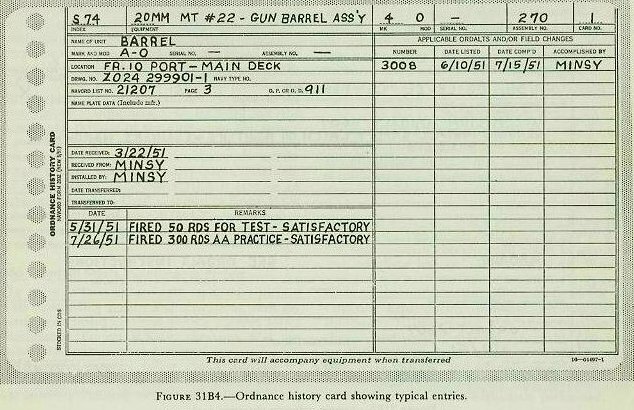 S 74 20MM MT #22 - GUN BARREL ASS'Y 4 0 - 270 1
INDEX EQUIPMENT MK MOD SERIAL NO. ASSEMBLY NO. CARD NO.
NAME OF UNIT BARREL APPLICABLE ORDALTS AND/OR FIELD CHANGES
MARK AND MOD A-0 SERIAL NO. — ASSEMBLY NO. — NUMBER DATE LISTED DATE COMP'D ACCOMPLISHED BY
LOCATION FR. 10 PORT - MAIN DECK 3008 6/10/51 7/15/51 MINSY
DRWG. NO. Z024 299901-1 NAVY TYPE NO.
NAVORD LIST NO. 21207 PAGE 3 O. P. OR O. D. 911
NAME PLATE DATA (Include mfr.)
DATE RECEIVED: 3/22/51
RECEIVED FROM: MINSY
INSTALLED BY: MINSY
DATE TRANSFERRED:
TRANSFERRED TO:
DATE REMARKS
5/31/51 FIRED 50 RDS FOR TEST - SATISFACTORY
7/26/51 FIRED 300 RDS AA PRACTICE - SATISFACTORY
ORDNANCE HISTORY CARD
This card will accompany equipment when transferred
FIGURE 31B4.—Ordnance history card showing typical entries.